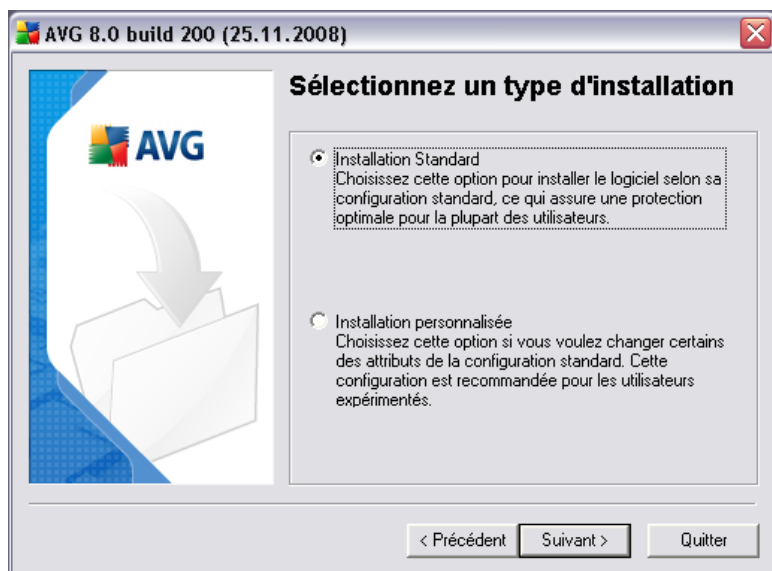 AVG 8.0 build 200 (25.11.2008)
Sélectionnez un type d'installation
AVG
Installation Standard
Choisissez cette option pour installer le logiciel selon sa
configuration standard, ce qui assure une protection
optimale pour la plupart des utilisateurs.
Installation personnalisée
Choisissez cette option si vous voulez changer certains
des attributs de la configuration standard. Cette
configuration est recommandée pour les utilisateurs
expérimentés.
< Précédent
Suivant >
Quitter